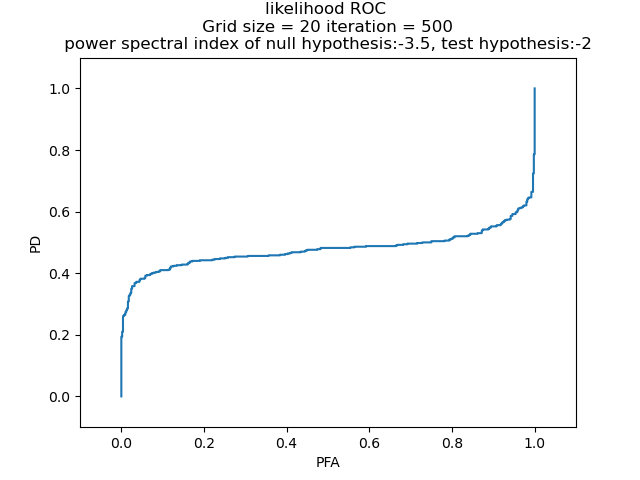 likelihood ROC
Grid size = 20 iteration = 500
power spectral index of null hypothesis:-3.5, test hypothesis:-2
1.0
0.8
0.6
0.4
0.2
0.0
PD
0.0 0.2 0.4 0.6 0.8 1.0
PFA